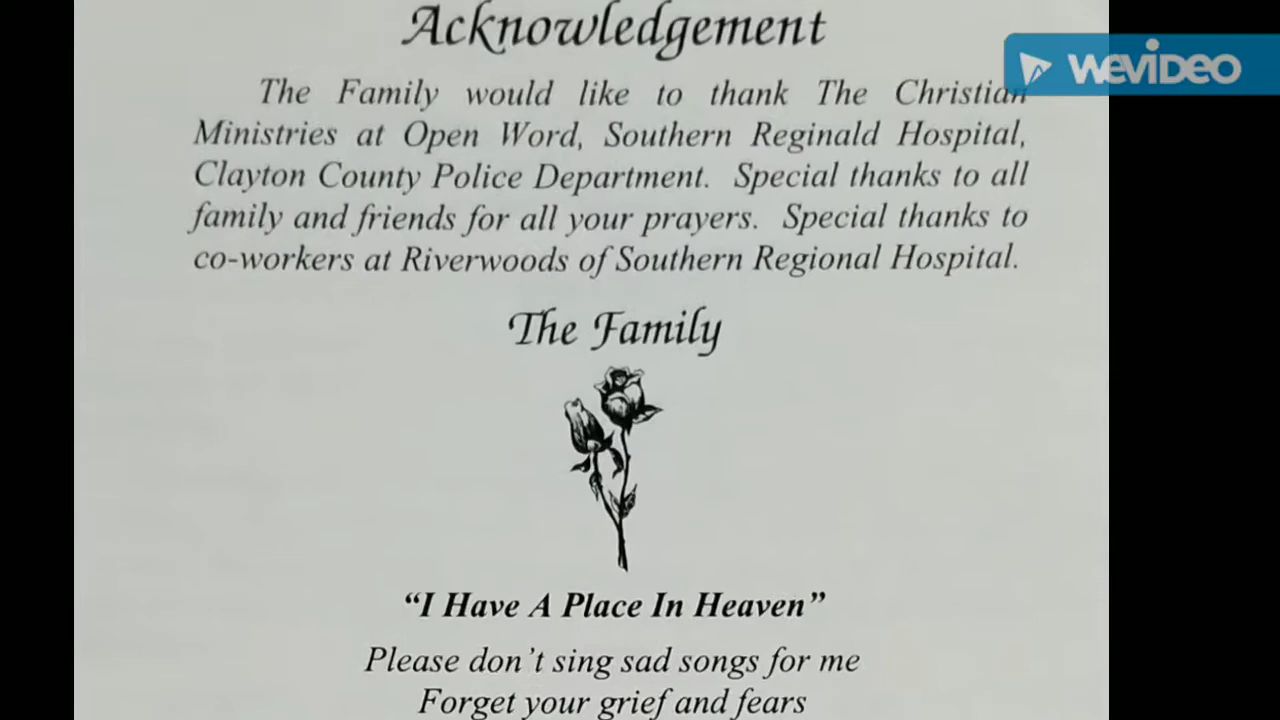 Acknowledgement
WEVIDEO
The Family would like to thank The Christian
Ministries at Open Word, Southern Reginald Hospital,
Clayton County Police Department. Special thanks to all
family and friends for all your prayers. Special thanks to
co-workers at Riverwoods of Southern Regional Hospital.
The Family
“I Have A Place In Heaven”
Please don’t sing sad songs for me
Forget your grief and fears